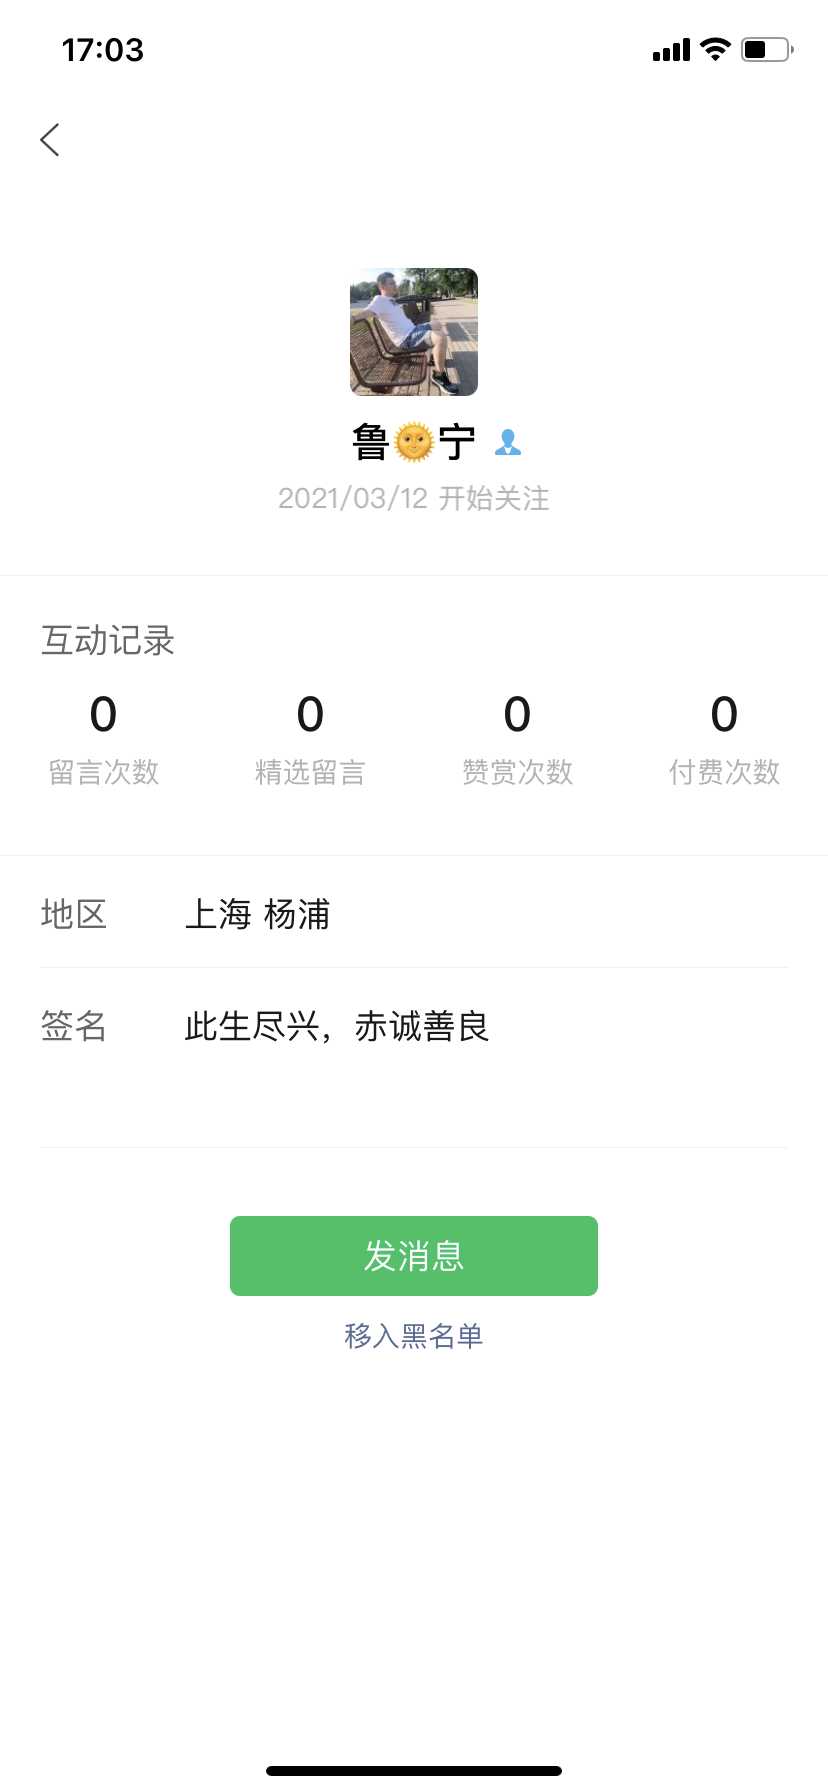 17:03
鲁🌞宁
2021/03/12 开始关注
互动记录
0 0 0 0
留言次数 精选留言 赞赏次数 付费次数
地区 上海 杨浦
签名 此生尽兴，赤诚善良
发消息
移入黑名单